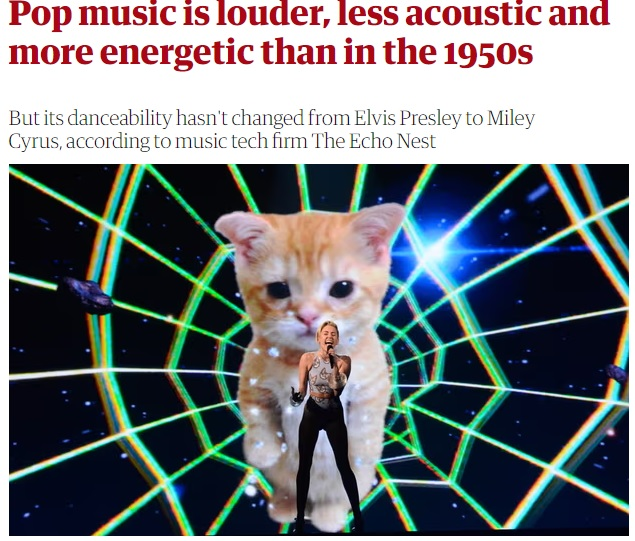 Pop music is louder, less acoustic and
more energetic than in the 1950s
But its danceability hasn't changed from Elvis Presley to Miley
Cyrus, according to music tech firm The Echo Nest